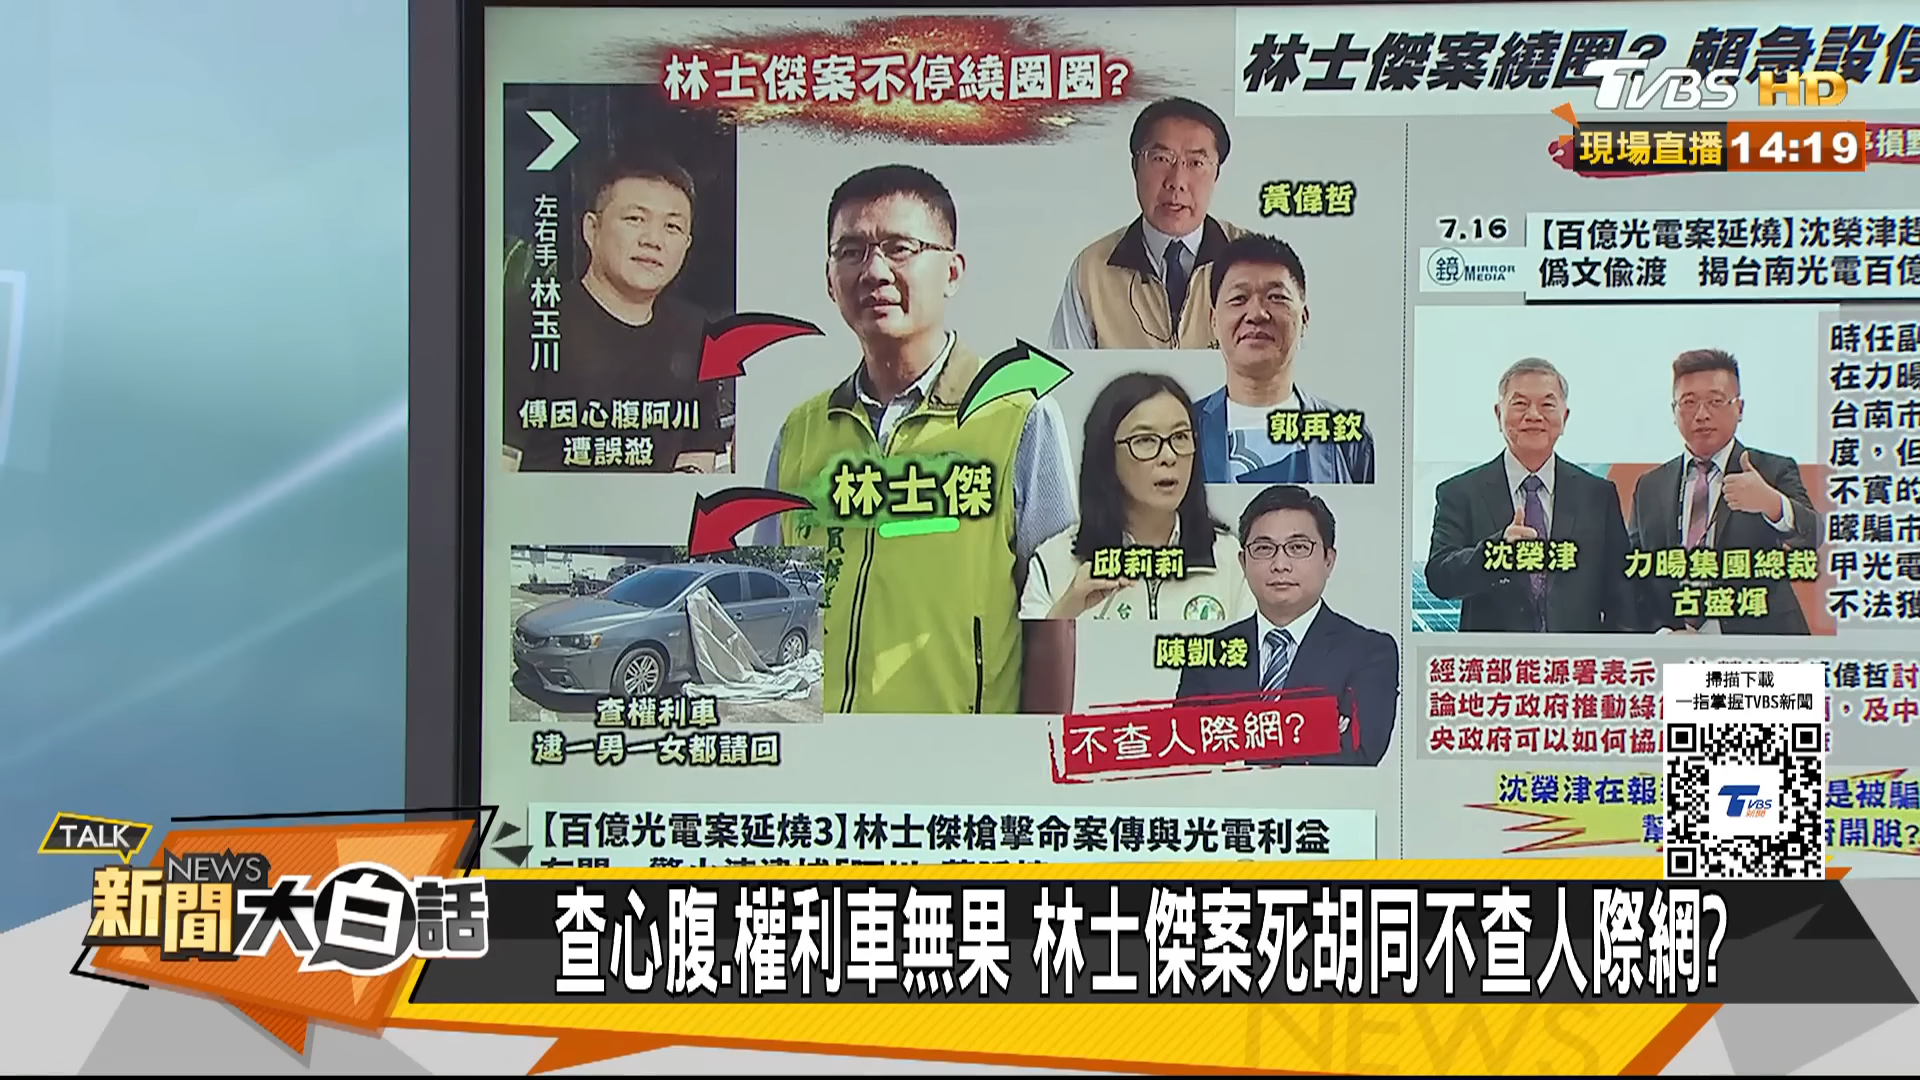 林士傑案不停繞圈圈?
左右手 林玉川
傳因心腹阿川
遭誤殺
林士傑
黃偉哲
郭再欽
邱莉莉
陳凱凌
查權利車
逮一男一女都請回
不查人際網?
【百億光電案延燒3】林士傑槍擊命案傳與光電利益
林士傑案繞圈? 賴急設停
TVBS HD
現場直播 14:19
停損
7.16
鏡 MIRROR MEDIA
【百億光電案延燒】沈榮津趕
偽文偷渡 揭台南光電百億
時任副
在力暘
台南市
度,但
不實的
矇騙市
甲光電
不法獲
沈榮津
力暘集團總裁
古盛煇
經濟部能源署表示
偉哲討
論地方政府推動綠
,及中
央政府可以如何協
沈榮津在報
是被騙
開脫?
掃描下載
一指掌握TVBS新聞
TVBS
新聞
TALK
NEWS
新聞大白話
查心腹.權利車無果 林士傑案死胡同不查人際網?
NEWS